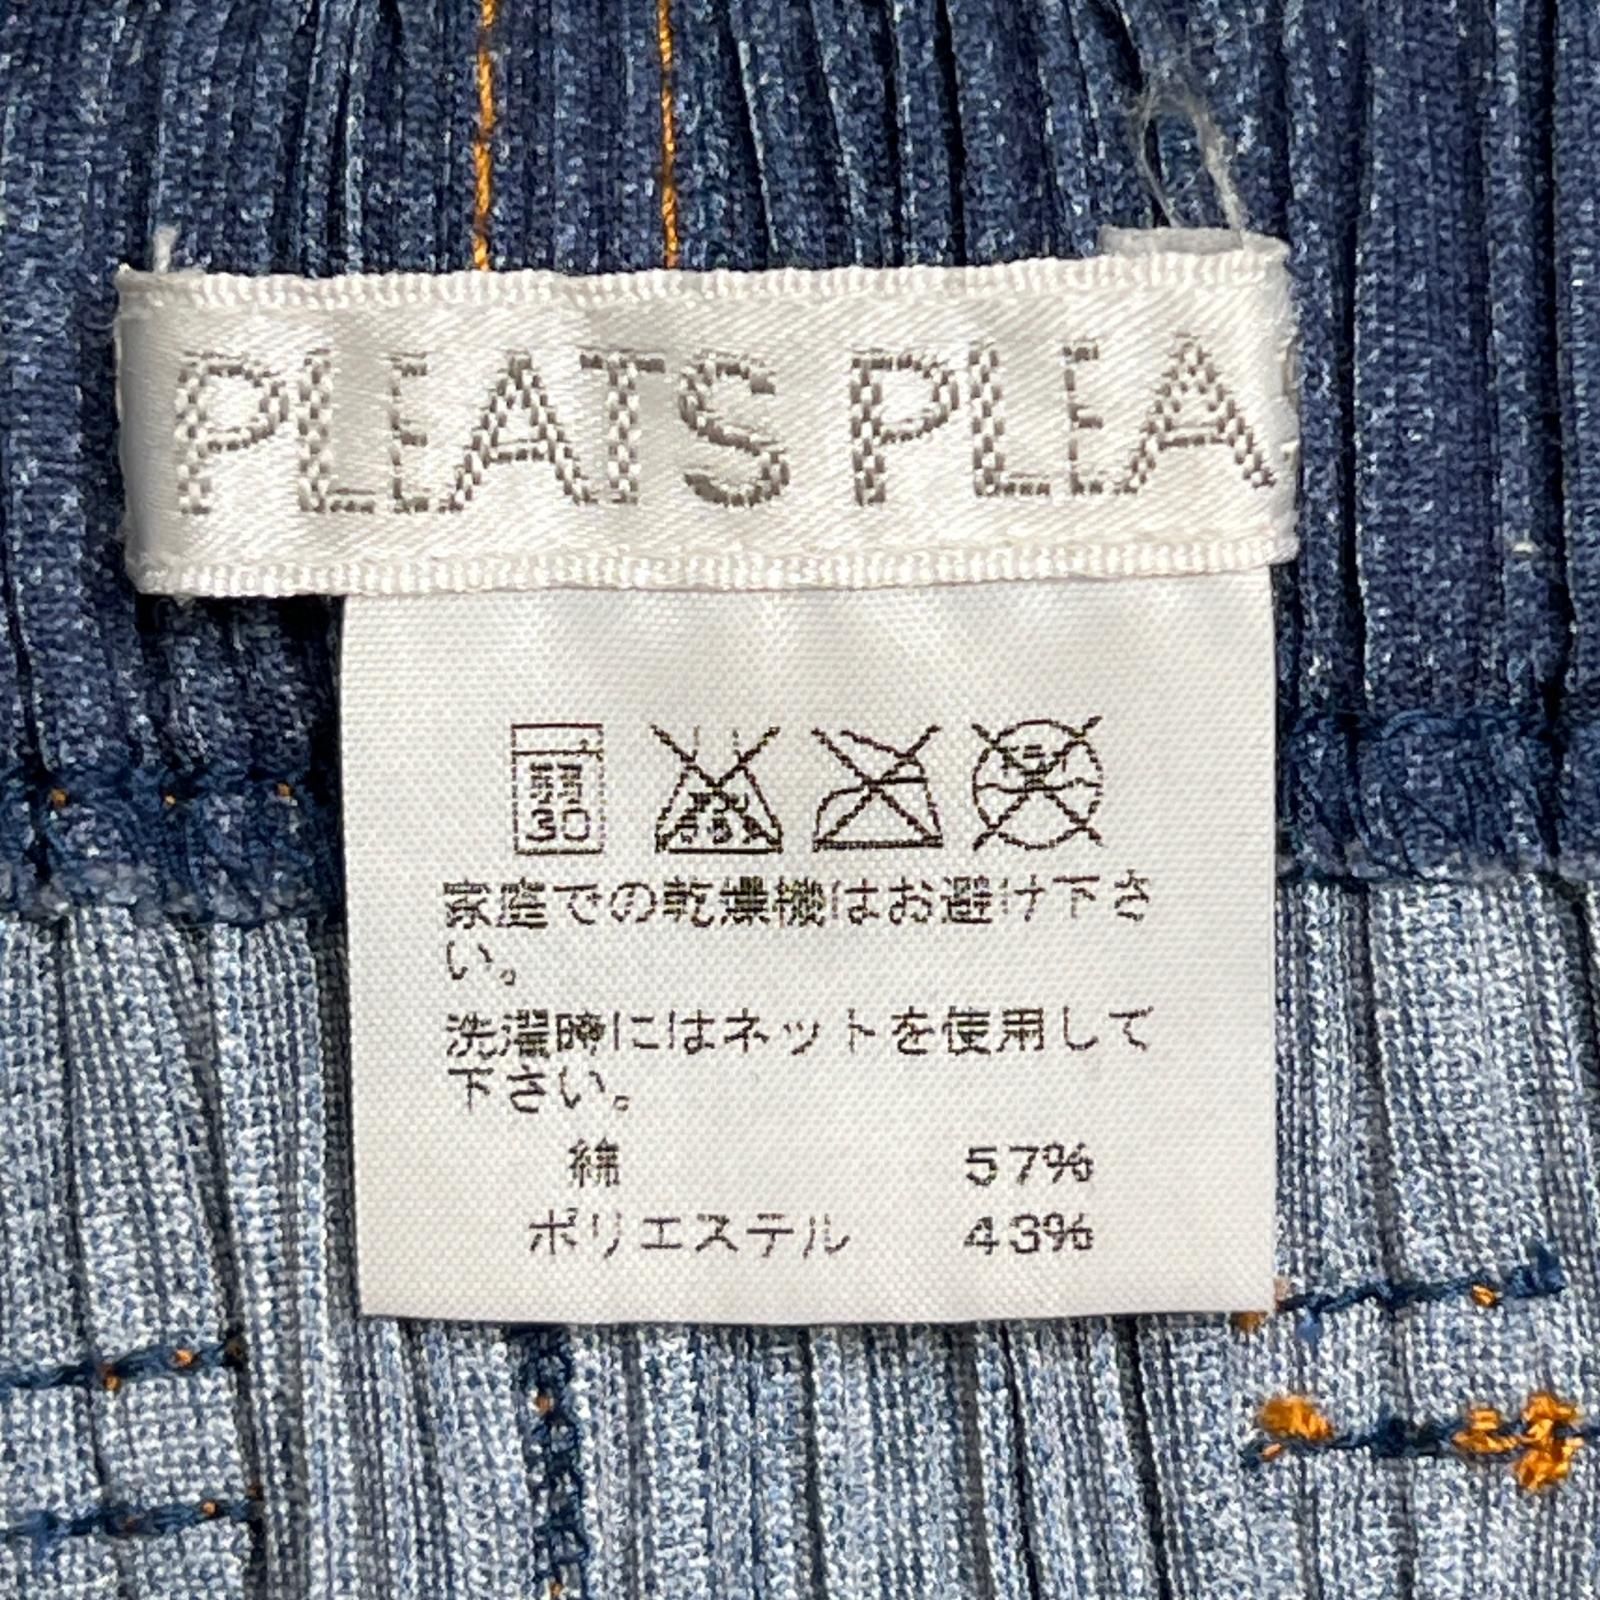 PLEATS PLEA
30
家庭での乾燥機はお避け下さ
い。
洗濯時にはネットを使用して
下さい。
綿 57%
ポリエステル 43%